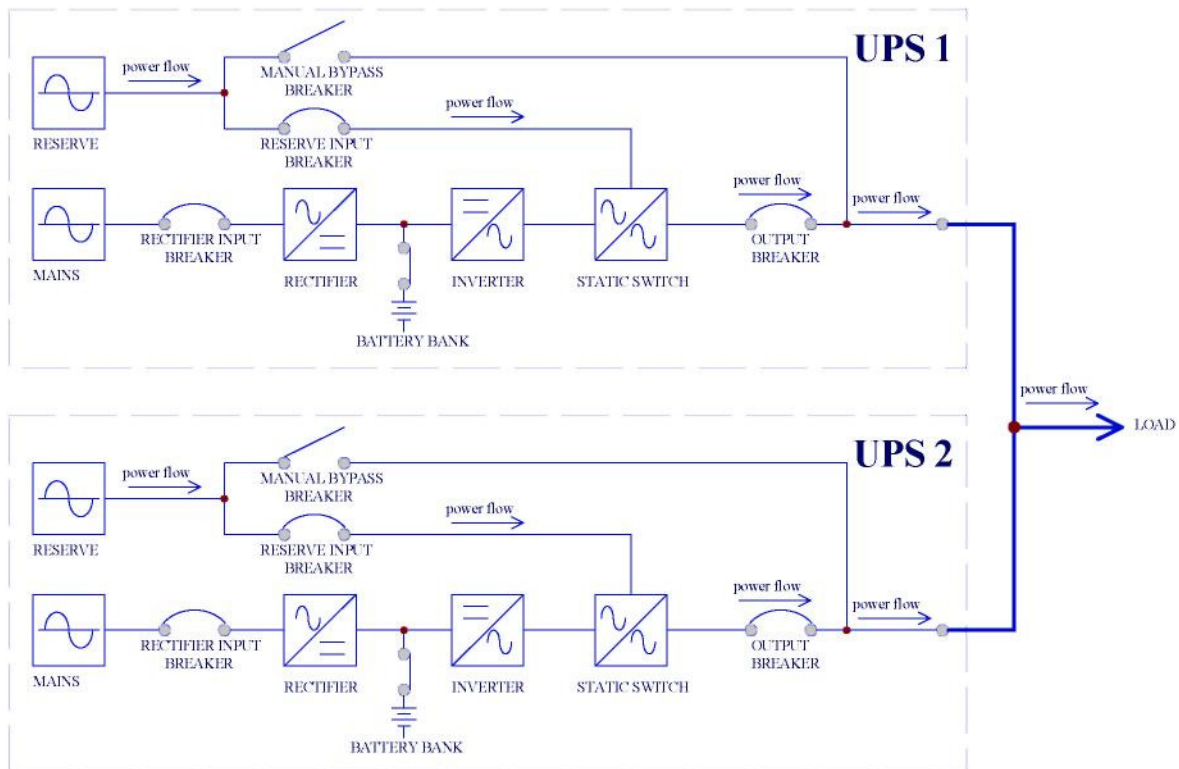 UPS 1
power flow
MANUAL BYPASS
BREAKER
power flow
RESERVE
RESERVE INPUT
BREAKER
power flow
power flow
RECTIFIER INPUT
BREAKER
OUTPUT
BREAKER
MAINS
RECTIFIER
INVERTER
STATIC SWITCH
BATTERY BANK
power flow
LOAD
UPS 2
power flow
MANUAL BYPASS
BREAKER
power flow
RESERVE
RESERVE INPUT
BREAKER
power flow
power flow
RECTIFIER INPUT
BREAKER
OUTPUT
BREAKER
MAINS
RECTIFIER
INVERTER
STATIC SWITCH
BATTERY BANK